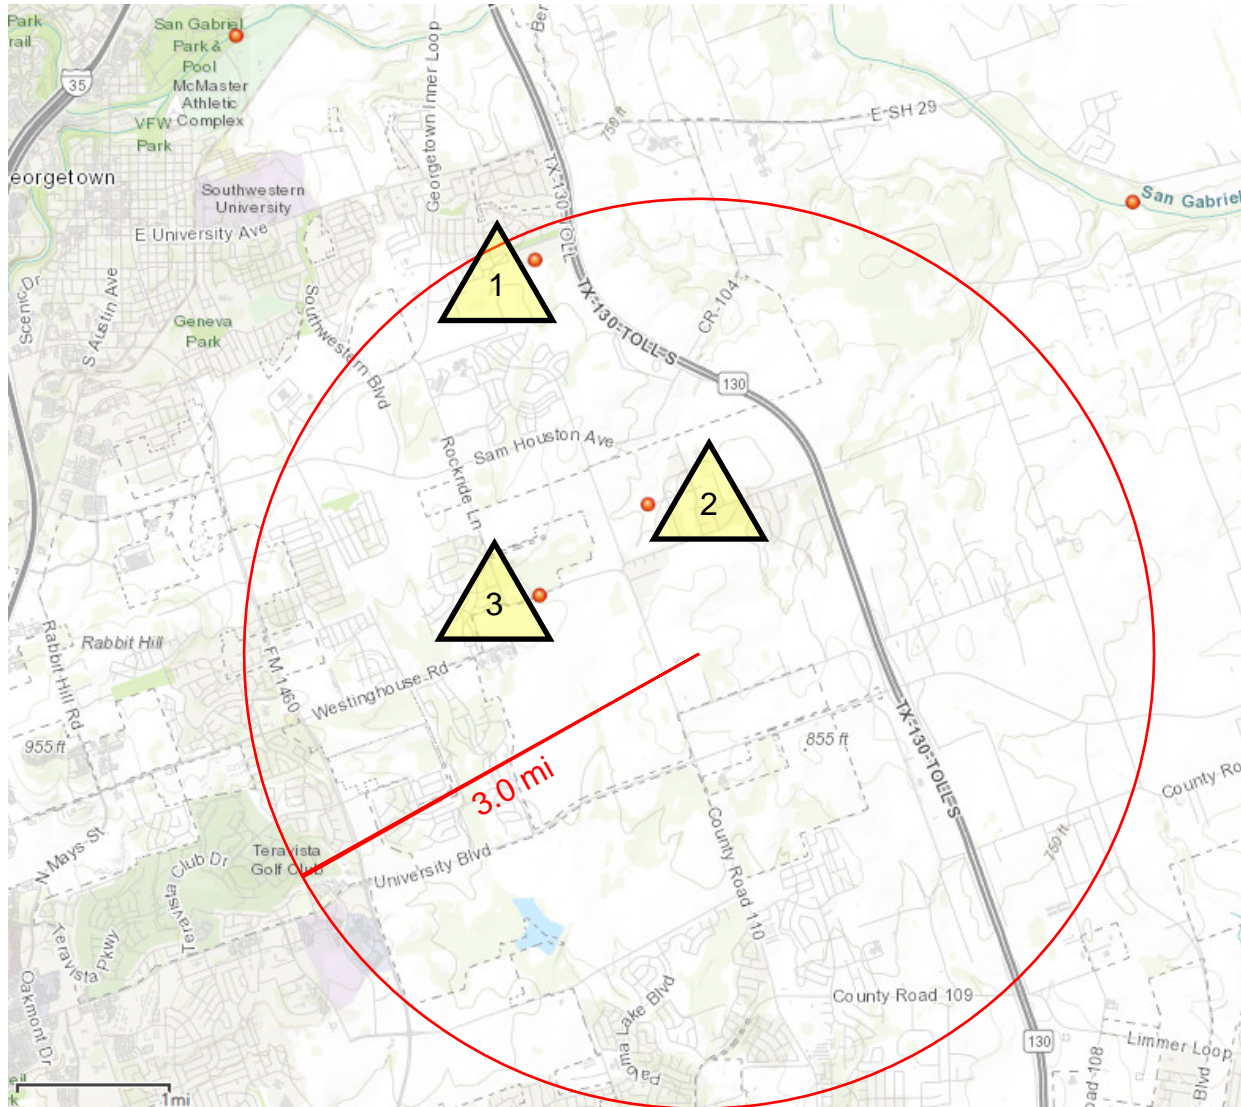 Park
rail
San Gabriel
Park &
Pool
McMaster
Athletic
Complex
35
VFW
Park
eorgetown
Southwestern
University
E University Ave
Georgetown Inner Loop
Ber
TX-130-TOLL
750 ft
E SH 29
San Gabriel
Scenic Dr
S Austin Ave
Geneva
Park
Southwestern Blvd
1
TX-130-TOLL-S
CR-104
130
Rockride Ln
Sam Houston Ave
2
3
Rabbit Hill
Rabbit Hill Rd
FM 1460
Westinghouse Rd
955 ft
855 ft
TX-130-TOLL-S
3.0 mi
County Ro
750 ft
N Mays St
Teravista Club Dr
Teravista
Golf Club
University Blvd
County Road 110
Teravista
Pkwy
Oakmont Dr
County Road 109
paloma Lake Blvd
130
Limmer Loop
oad 108
Blvd
eil
k
1mi